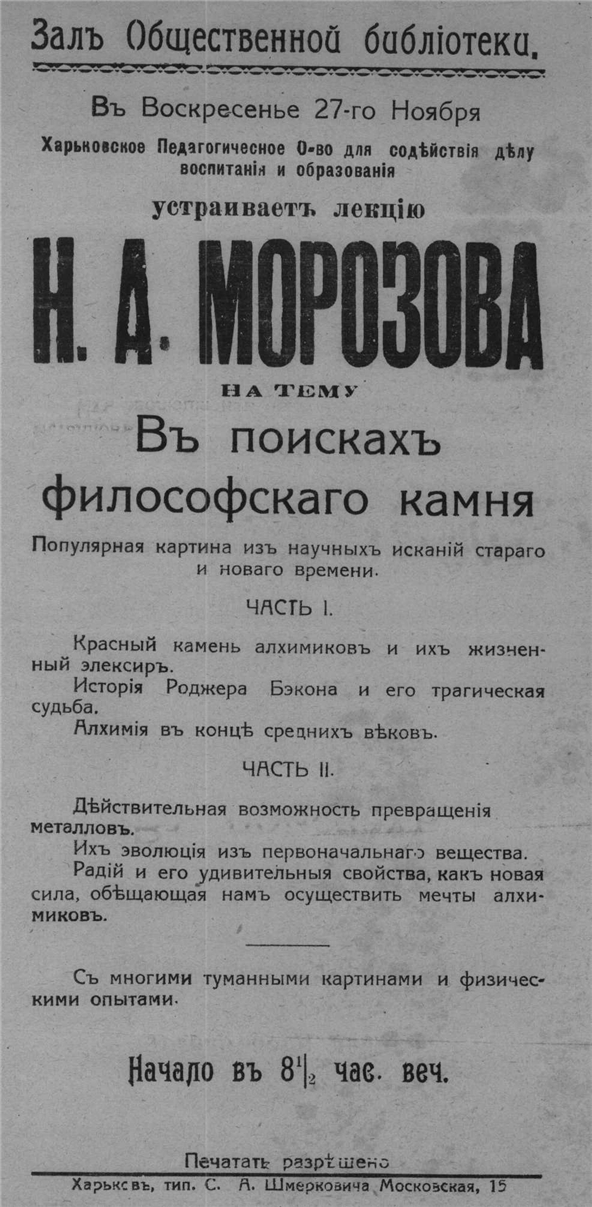 Залъ Общественной библіотеки.
Въ Воскресенье 27-го Ноября
Харьковское Педагогичесное О-во для содѣйствія дѣлу
воспитанія и образованія
устраиваетъ лекцію
Н. А. МОРОЗОВА
НА ТЕМУ
Въ поискахъ
философскаго камня
Популярная картина изъ научныхъ исканій стараго
и новаго времени.
ЧАСТЬ I.
Красный камень алхимиковъ и ихъ жизнен-
ный элексиръ.
Исторія Роджера Бэкона и его трагическая
судьба.
Алхимія въ концѣ среднихъ вѣковъ.
ЧАСТЬ II.
Дѣйствительная возможность превращенія
металловъ.
Ихъ эволюція изъ первоначальнаго вещества.
Радій и его удивительныя свойства, какъ новая
сила, обѣщающая намъ осуществить мечты алхи-
миковъ.
Съ многими туманными картинами и физичес-
кими опытами.
Начало въ 8½ час. веч.
Печатать разрѣшено
Харьковъ, тип. С. А. Шмерковича Московская, 15